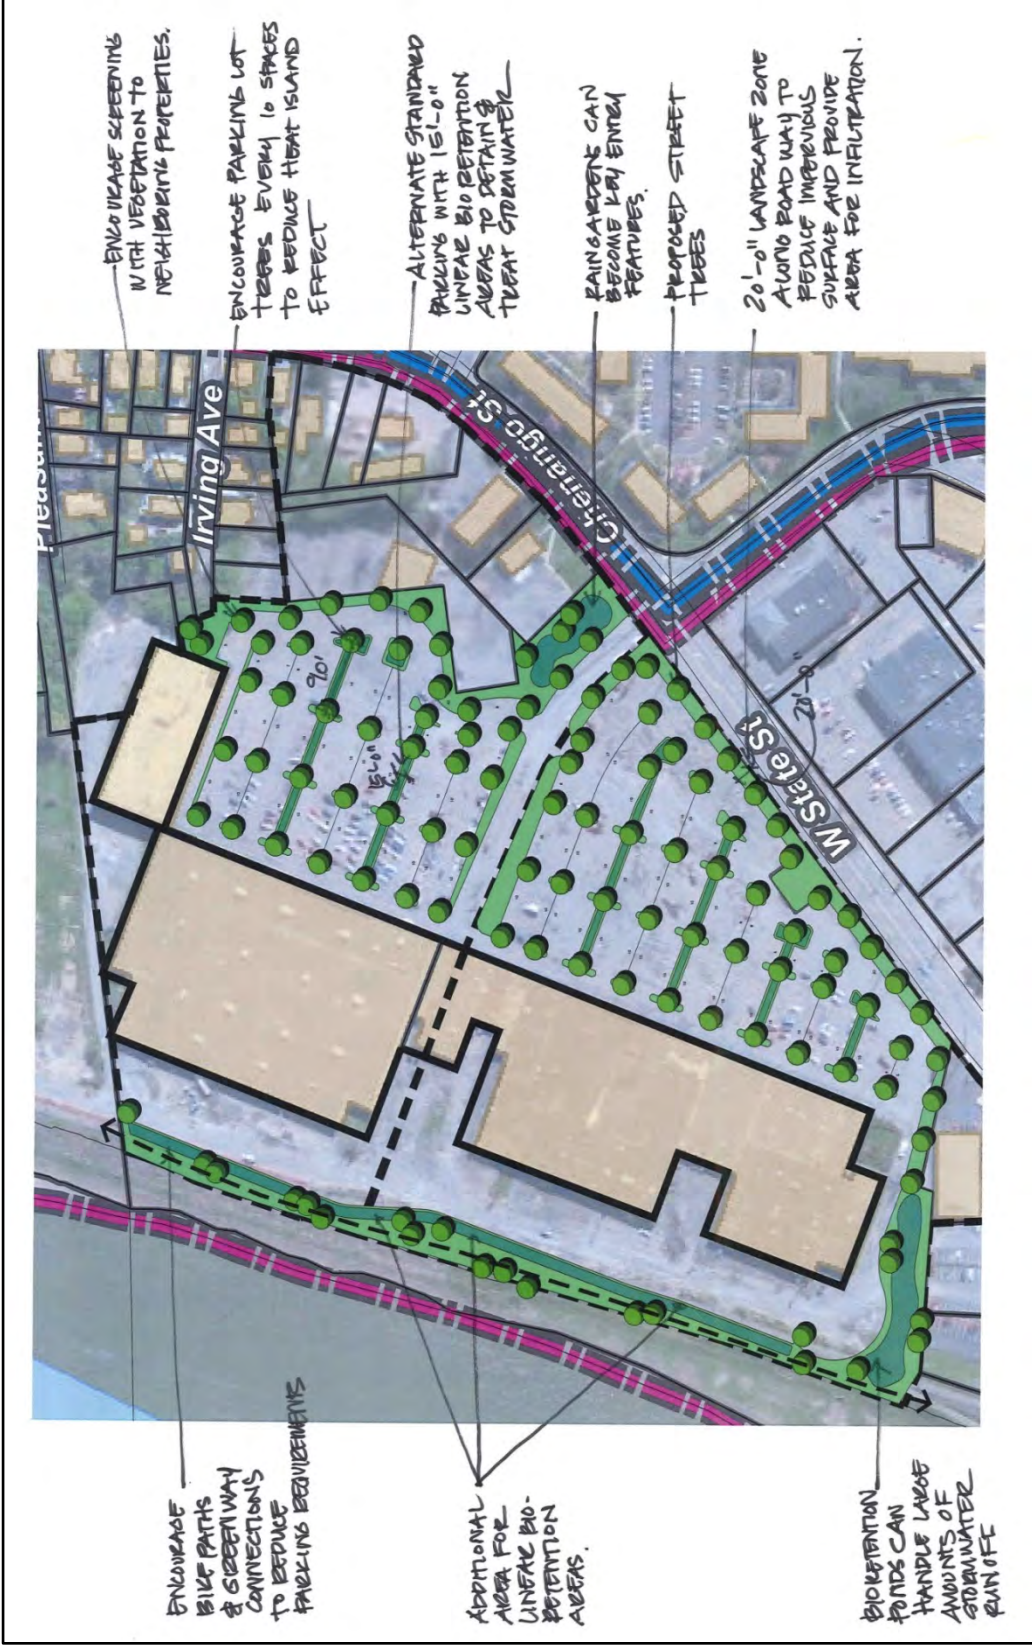 ENCOURAGE SCREENING
WITH VEGETATION TO
NEIGHBORING PROPERTIES.
ENCOURAGE PARKING LOT
TREES EVERY 10 SPACES
TO REDUCE HEAT ISLAND
EFFECT
ALTERNATE STANDARD
PARKING WITH 15'-0"
LINEAR BIO RETENTION
AREAS TO DETAIN &
TREAT STORMWATER
RAINGARDENS CAN
BECOME KEY ENTRY
FEATURES.
PROPOSED STREET
TREES
20'-0" LANDSCAPE ZONE
ALONG ROADWAY TO
REDUCE IMPERVIOUS
SURFACE AND PROVIDE
AREA FOR INFILTRATION.
Irving Ave
Chenango St
W State St
90'
15'-0"
20'-0"
ENCOURAGE
BIKE PATHS
& GREENWAY
CONNECTIONS
TO REDUCE
PARKING REQUIREMENTS
ADDITIONAL
AREA FOR
LINEAR BIO-
RETENTION
AREAS.
BIORETENTION
PONDS CAN
HANDLE LARGE
AMOUNTS OF
STORMWATER
RUNOFF